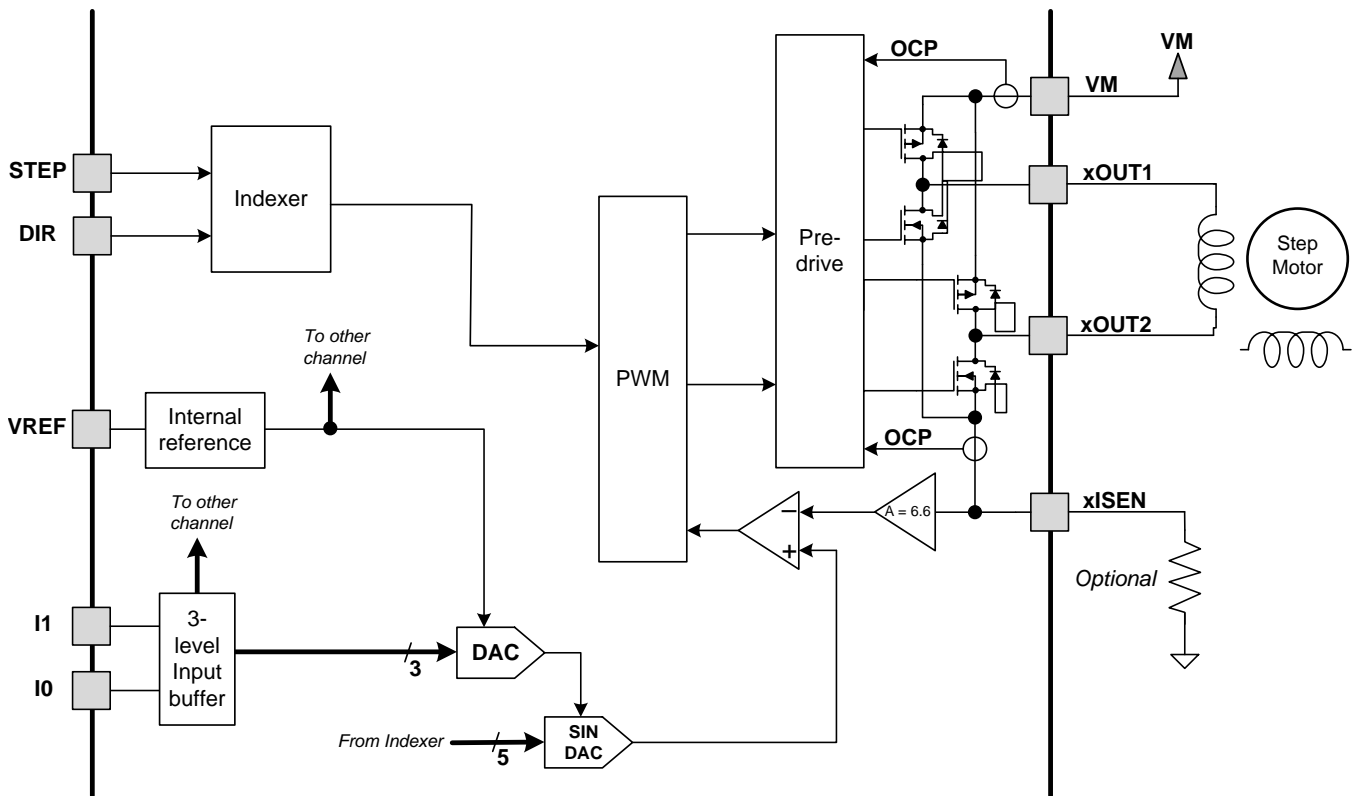 OCP
VM
VM
STEP
DIR
Indexer
xOUT1
Pre-
drive
Step
Motor
xOUT2
To other
channel
PWM
VREF
Internal
reference
OCP
To other
channel
−
+
A = 6.6
xISEN
Optional
I1
I0
3-
level
Input
buffer
3
DAC
From Indexer
5
SIN
DAC